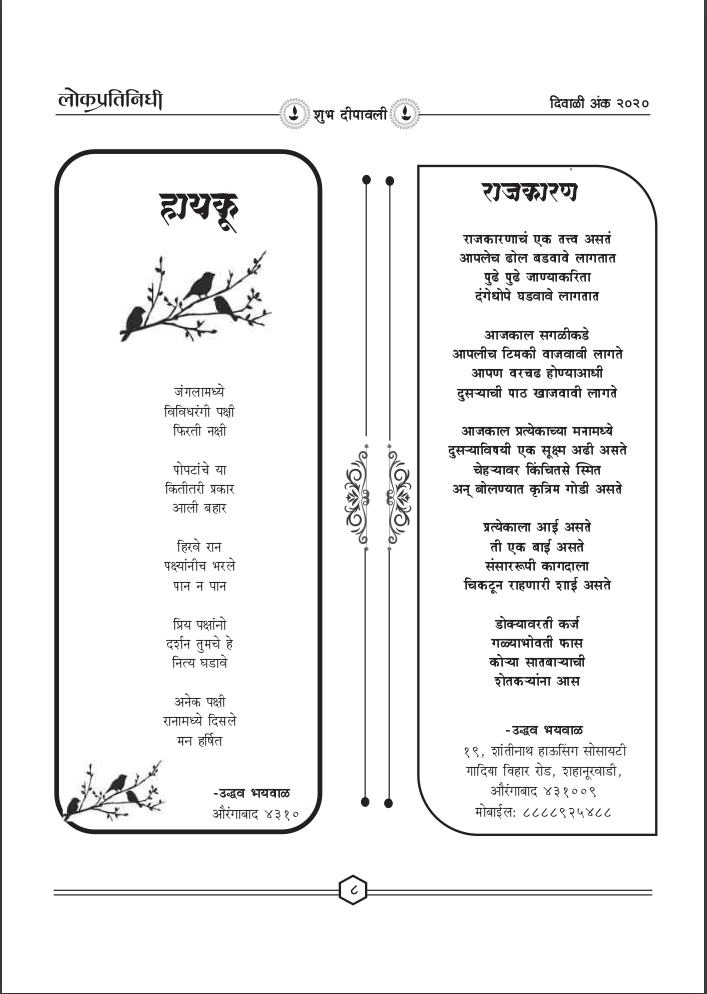 लोकप्रतिनिधी
शुभ दीपावली
दिवाळी अंक २०२०
हायकू
जंगलामध्ये
विविधरंगी पक्षी
फिरती नक्षी
पोपटांचे या
कितीतरी प्रकार
आली बहार
हिरवे रान
पक्ष्यांनीच भरले
पान न पान
प्रिय पक्षांनो
दर्शन तुमचे हे
नित्य घडावे
अनेक पक्षी
रानामध्ये दिसले
मन हर्षित
-उद्धव भयवाळ
औरंगाबाद ४३१०
राजकारण
राजकारणाचं एक तत्त्व असतं
आपलेच ढोल बडवावे लागतात
पुढे पुढे जाण्याकरिता
दंगेधोपे घडवावे लागतात
आजकाल सगळीकडे
आपलीच टिमकी वाजवावी लागते
आपण वरचढ होण्याआधी
दुसऱ्याची पाठ खाजवावी लागते
आजकाल प्रत्येकाच्या मनामध्ये
दुसऱ्याविषयी एक सूक्ष्म अढी असते
चेहऱ्यावर किंचितसे स्मित
अन् बोलण्यात कृत्रिम गोडी असते
प्रत्येकाला आई असते
ती एक बाई असते
संसाररूपी कागदाला
चिकटून राहणारी शाई असते
डोक्यावरती कर्ज
गळ्याभोवती फास
कोऱ्या सातबाऱ्याची
शेतकऱ्यांना आस
-उद्धव भयवाळ
१९, शांतीनाथ हाऊसिंग सोसायटी
गादिया विहार रोड, शहानूरवाडी,
औरंगाबाद ४३१००९
मोबाईल: ८८८८९२५४८८
८